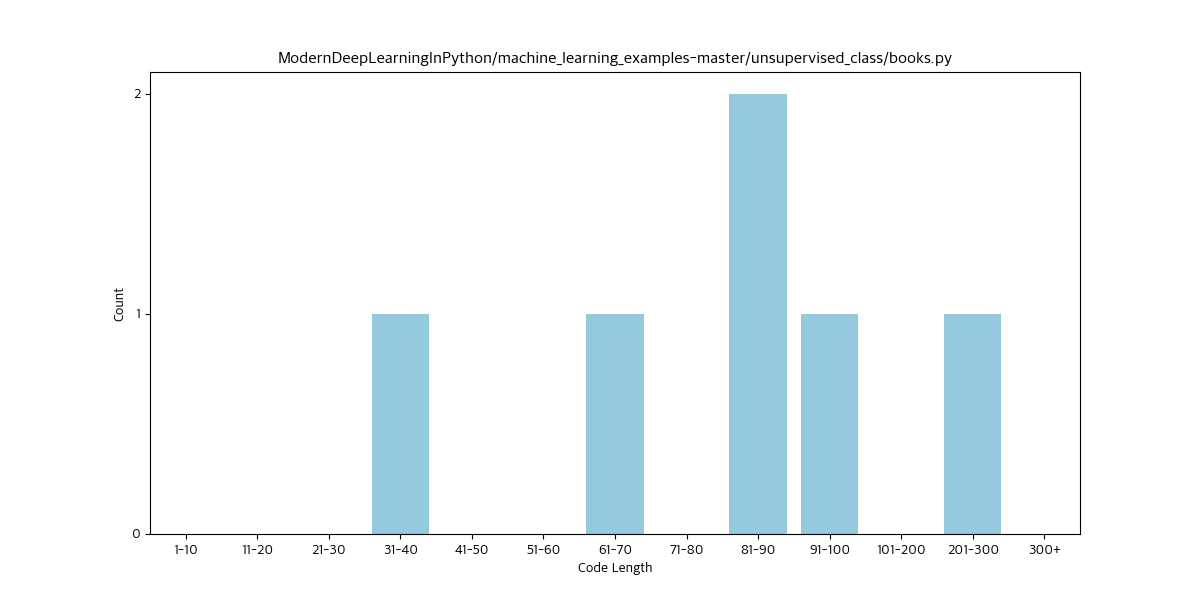 ModernDeepLearningInPython/machine_learning_examples-master/unsupervised_class/books.py
2
1
0
Count
1-10 11-20 21-30 31-40 41-50 51-60 61-70 71-80 81-90 91-100 101-200 201-300 300+
Code Length